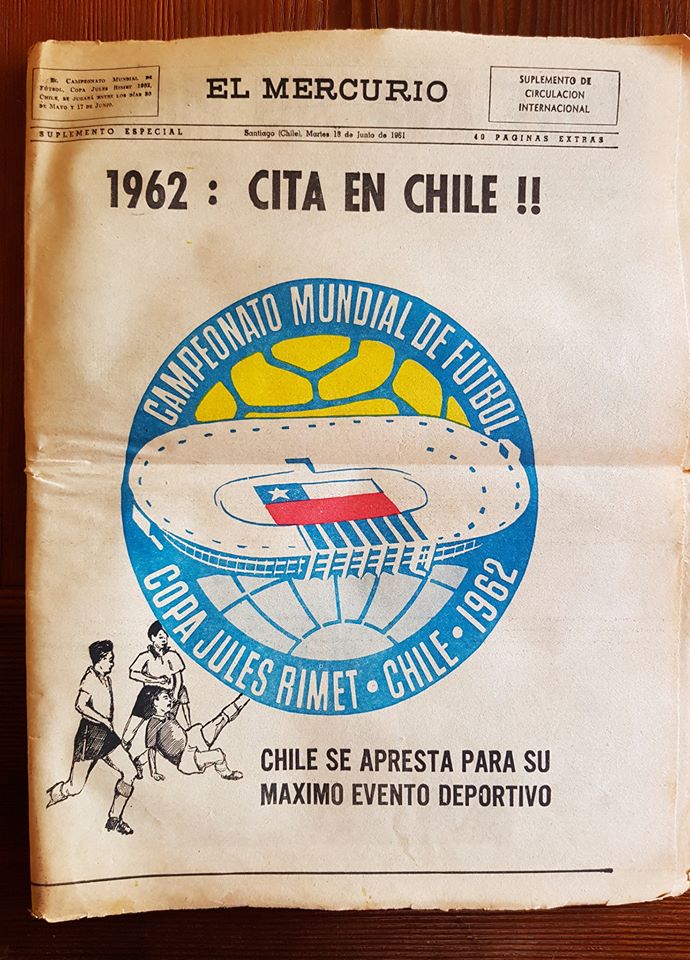 EL CAMPEONATO MUNDIAL DE
FÚTBOL, COPA JULES RIMET 1962,
CHILE, SE JUGARÁ ENTRE LOS DÍAS 30
DE MAYO Y 17 DE JUNIO.
EL MERCURIO
SUPLEMENTO DE
CIRCULACION
INTERNACIONAL
SUPLEMENTO ESPECIAL
Santiago (Chile), Martes 13 de Junio de 1961
40 PAGINAS EXTRAS
1962 : CITA EN CHILE !!
CAMPEONATO MUNDIAL DE FUTBOL
COPA JULES RIMET • CHILE • 1962
CHILE SE APRESTA PARA SU
MAXIMO EVENTO DEPORTIVO